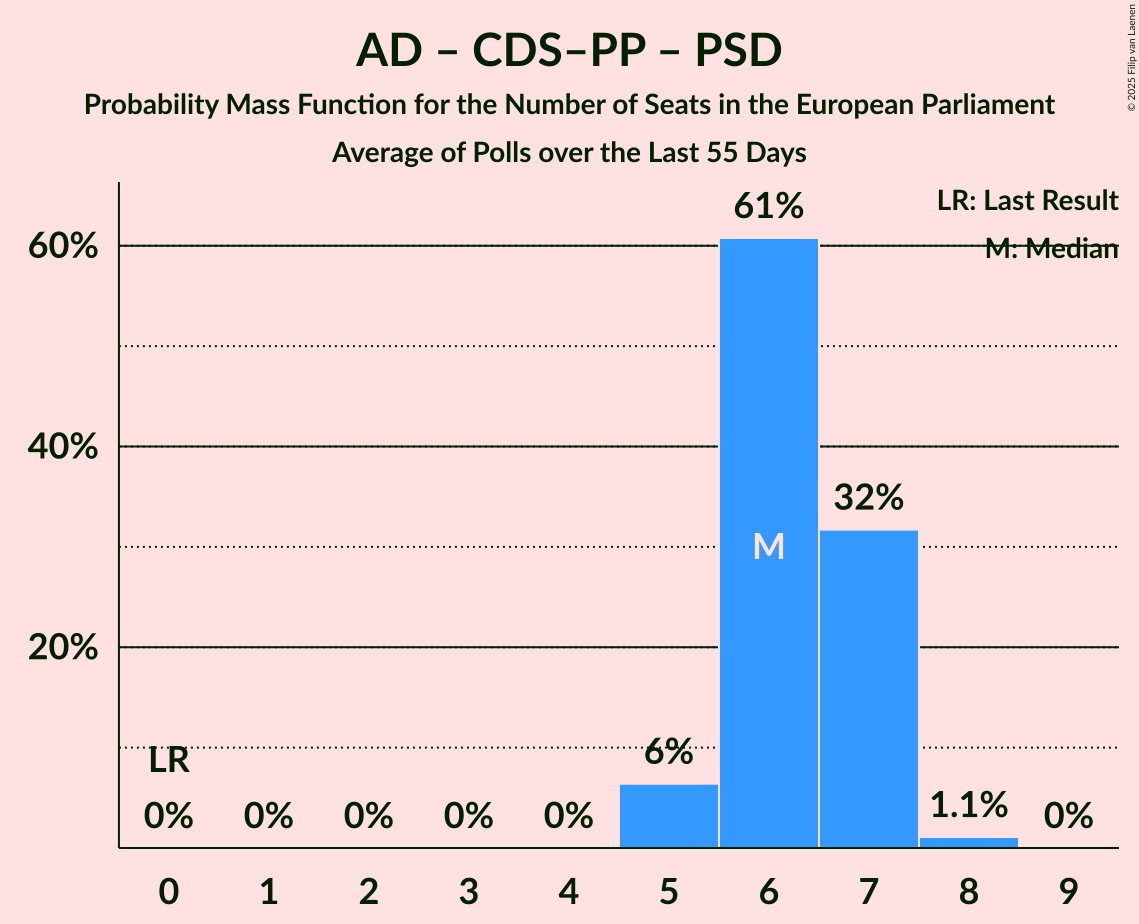 AD – CDS–PP – PSD
Probability Mass Function for the Number of Seats in the European Parliament
Average of Polls over the Last 55 Days
© 2025 Filip van Laenen
LR: Last Result
M: Median
61%
60%
40%
32%
M
20%
LR
6%
0% 0% 0% 0% 0% 1.1% 0%
0 1 2 3 4 5 6 7 8 9